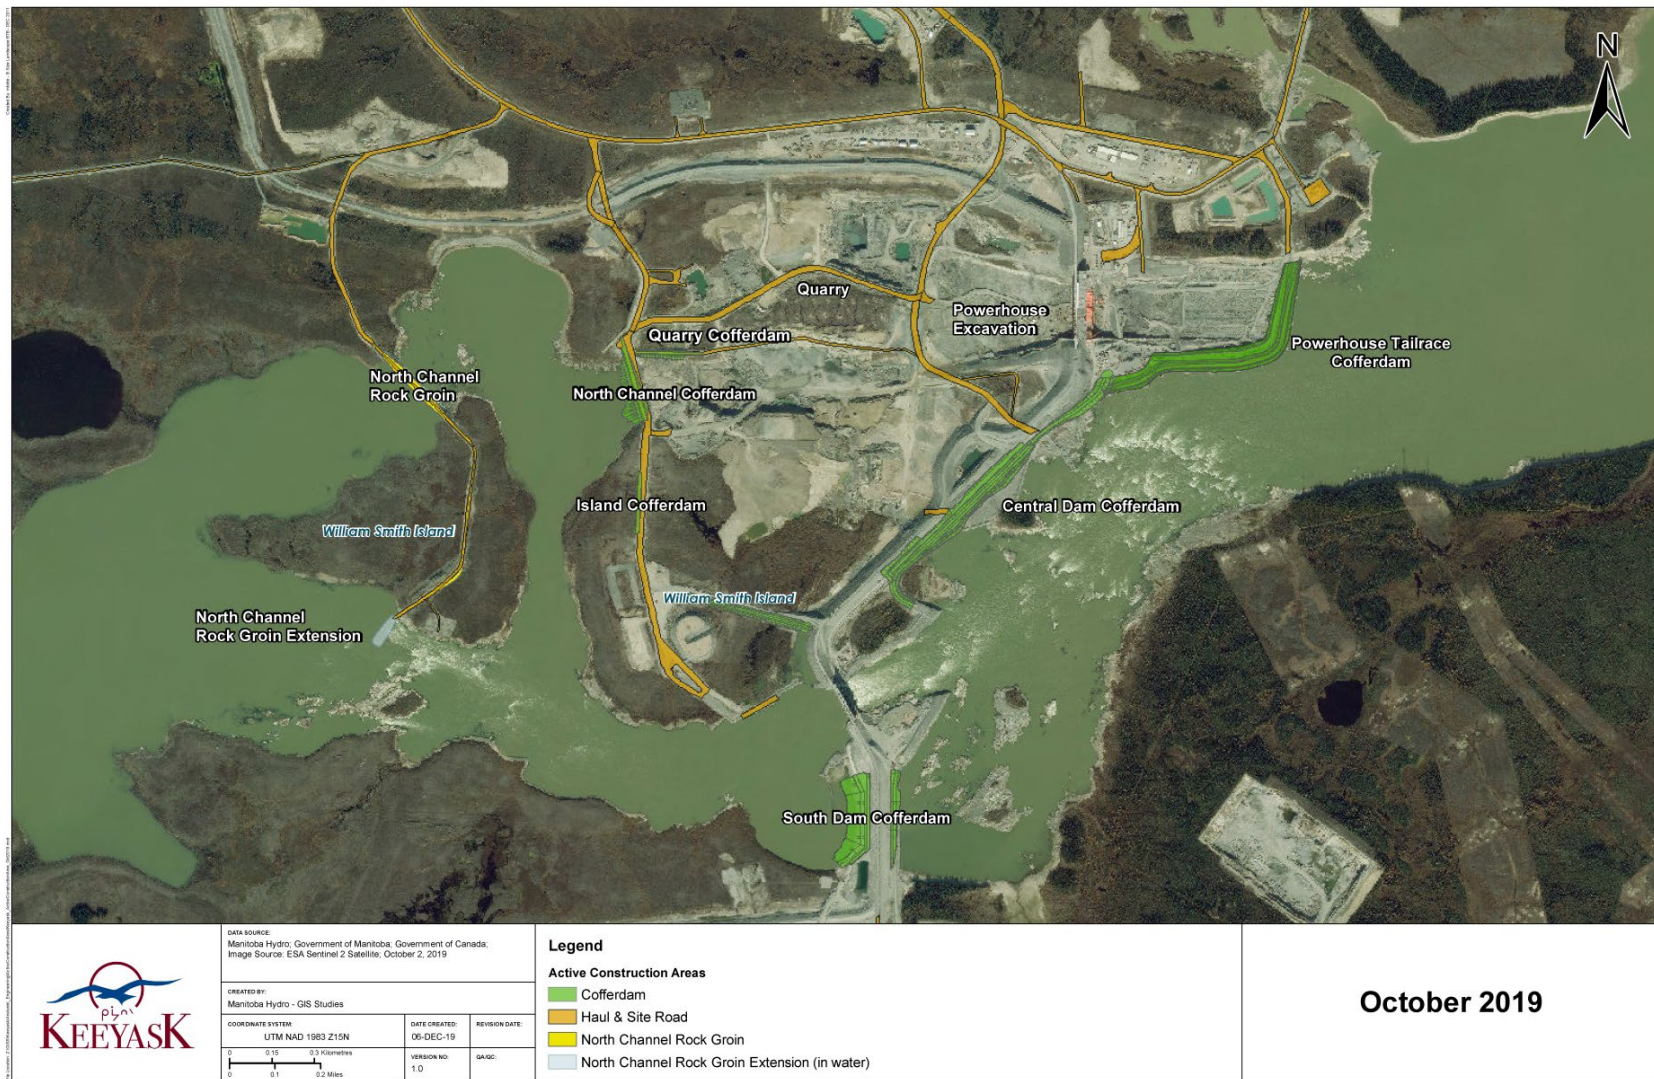 N
Quarry
Powerhouse
Excavation
Quarry Cofferdam
Powerhouse Tailrace
Cofferdam
North Channel
Rock Groin
North Channel Cofferdam
Island Cofferdam
Central Dam Cofferdam
William Smith Island
William Smith Island
North Channel
Rock Groin Extension
South Dam Cofferdam
ᑭᔮᐢᐠ
KEEYASK
DATA SOURCE:
Manitoba Hydro; Government of Manitoba; Government of Canada;
Image Source: ESA Sentinel 2 Satellite; October 2, 2019
CREATED BY:
Manitoba Hydro - GIS Studies
COORDINATE SYSTEM:
UTM NAD 1983 Z15N
DATE CREATED:
06-DEC-19
REVISION DATE:
0 0.15 0.3 Kilometres
0 0.1 0.2 Miles
VERSION NO:
1.0
QA/QC:
Legend
Active Construction Areas
Cofferdam
Haul & Site Road
North Channel Rock Groin
North Channel Rock Groin Extension (in water)
October 2019